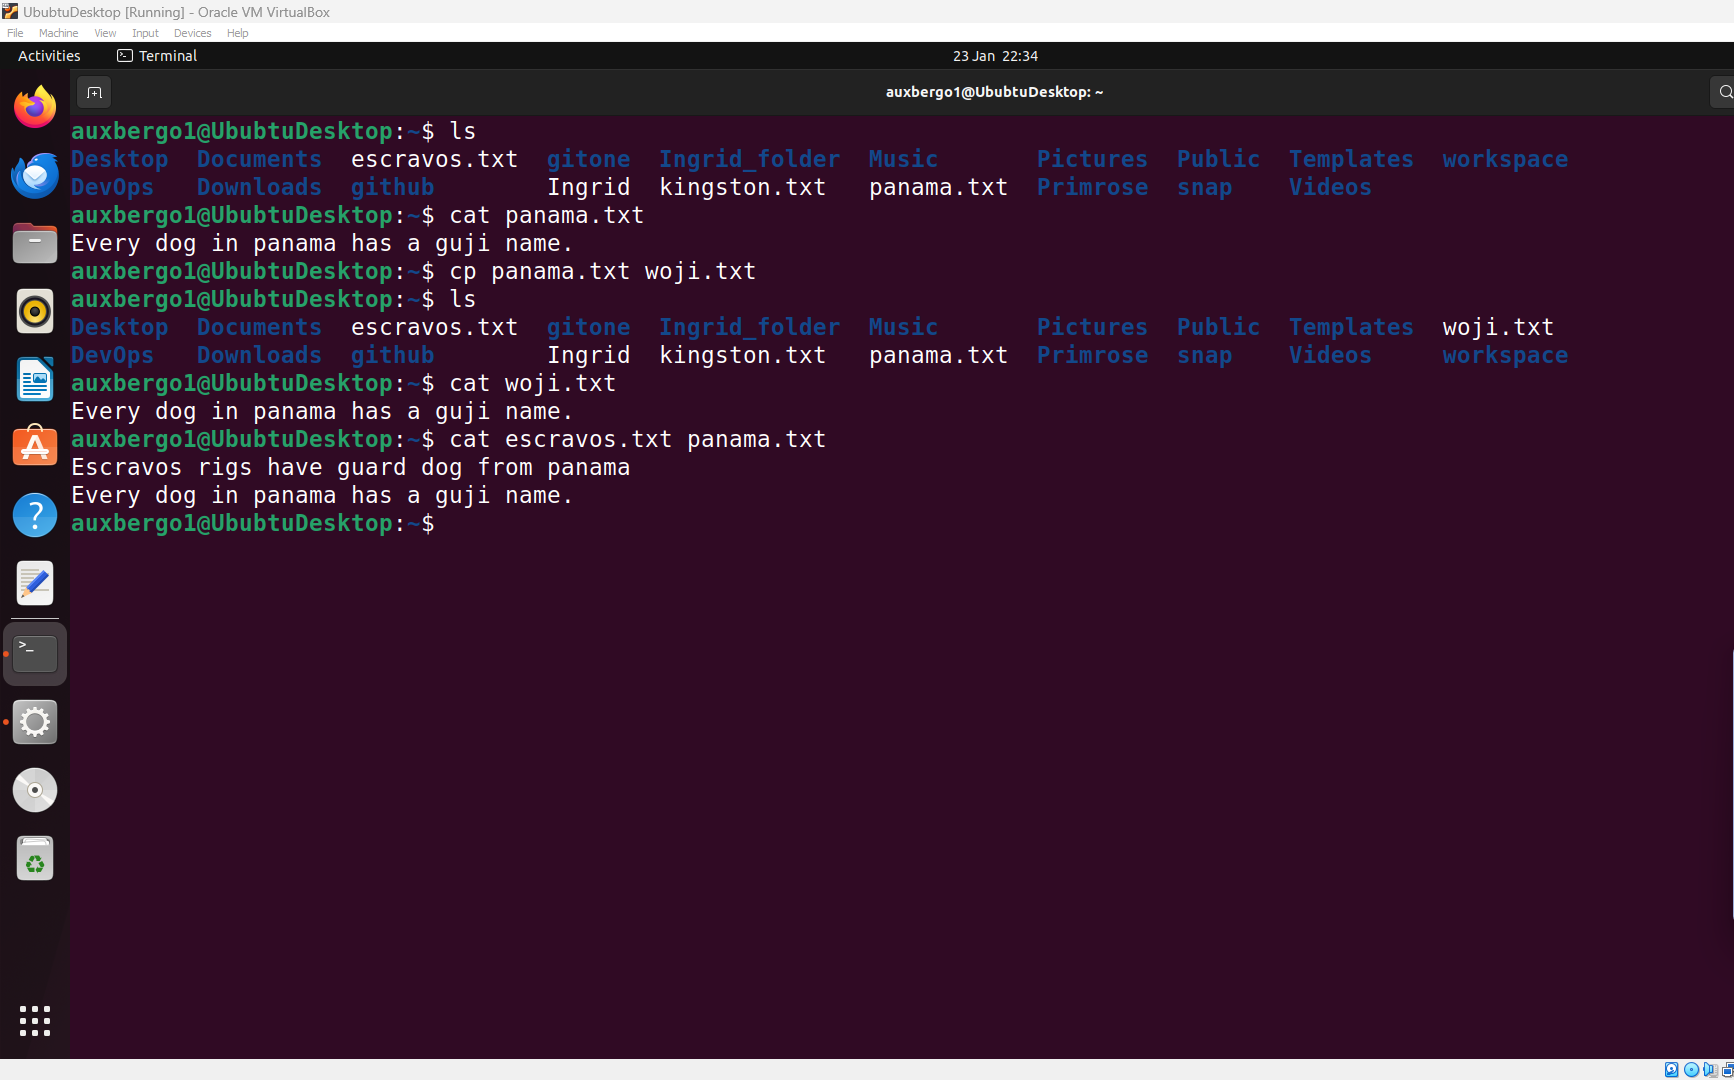 UbubtuDesktop [Running] - Oracle VM VirtualBox
File Machine View Input Devices Help
Activities Terminal 23 Jan 22:34
auxbergo1@UbubtuDesktop: ~
auxbergo1@UbubtuDesktop:~$ ls
Desktop Documents escravos.txt gitone Ingrid_folder Music Pictures Public Templates workspace
DevOps Downloads github Ingrid kingston.txt panama.txt Primrose snap Videos
auxbergo1@UbubtuDesktop:~$ cat panama.txt
Every dog in panama has a guji name.
auxbergo1@UbubtuDesktop:~$ cp panama.txt woji.txt
auxbergo1@UbubtuDesktop:~$ ls
Desktop Documents escravos.txt gitone Ingrid_folder Music Pictures Public Templates woji.txt
DevOps Downloads github Ingrid kingston.txt panama.txt Primrose snap Videos workspace
auxbergo1@UbubtuDesktop:~$ cat woji.txt
Every dog in panama has a guji name.
auxbergo1@UbubtuDesktop:~$ cat escravos.txt panama.txt
Escravos rigs have guard dog from panama
Every dog in panama has a guji name.
auxbergo1@UbubtuDesktop:~$